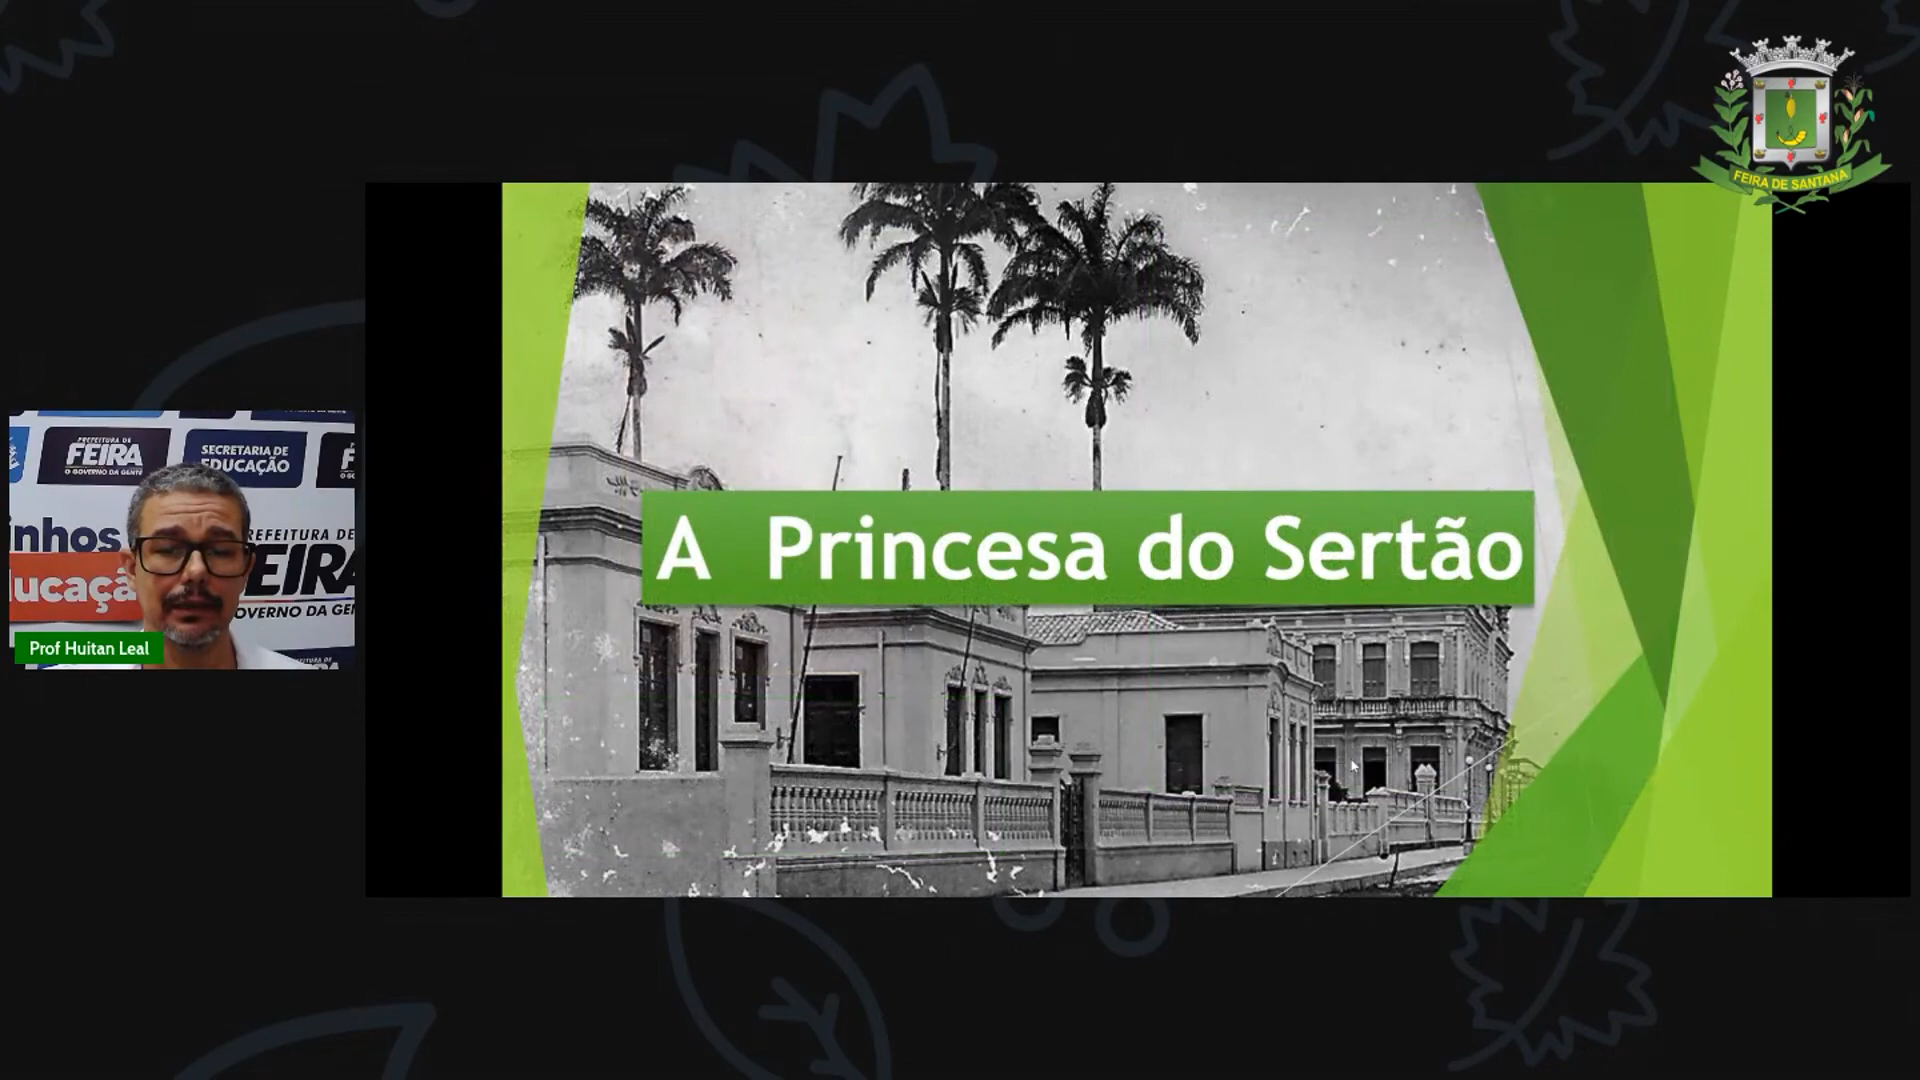 FEIRA DE SANTANA
PREFEITURA DE
FEIRA
O GOVERNO DA GENTE
SECRETARIA DE
EDUCAÇÃO
inhos
ducaçã
REFEITURA DE
EIRA
OVERNO DA GE
Prof Huitan Leal
A Princesa do Sertão